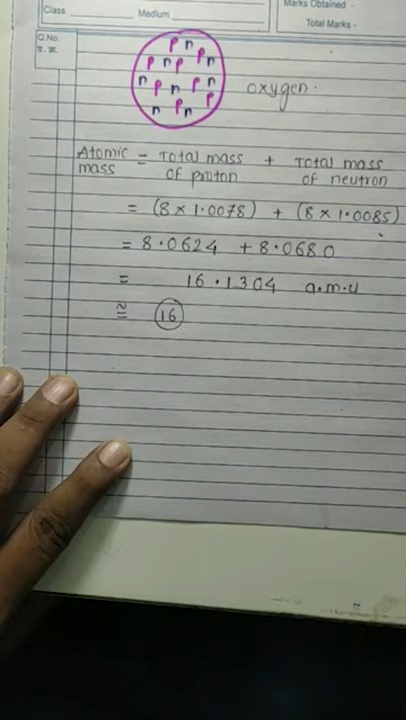 Class
Medium
Marks Obtained -
Total Marks -
Q.No.
प्र. क्र.
p n
p n p p n
n p n p n
n p n p
oxygen.
Atomic mass = Total mass of proton + Total mass of neutron
= (8 × 1.0078) + (8 × 1.0085)
= 8.0624 + 8.0680
= 16.1304 a.m.u
≅ 16